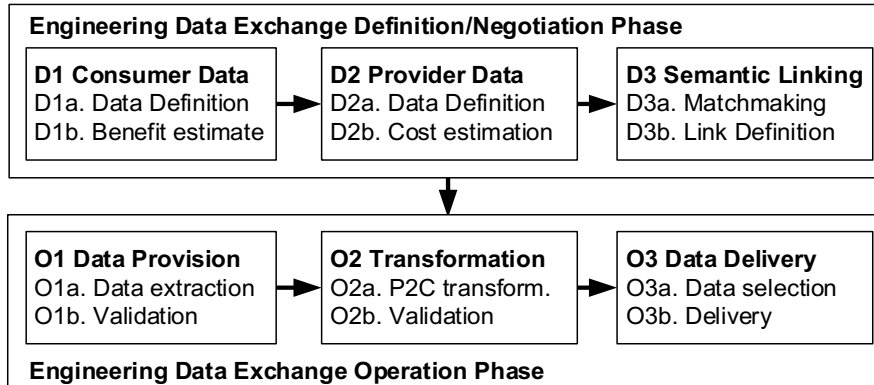 Engineering Data Exchange Definition/Negotiation Phase
D1 Consumer Data
D1a. Data Definition
D1b. Benefit estimate
D2 Provider Data
D2a. Data Definition
D2b. Cost estimation
D3 Semantic Linking
D3a. Matchmaking
D3b. Link Definition
O1 Data Provision
O1a. Data extraction
O1b. Validation
O2 Transformation
O2a. P2C transform.
O2b. Validation
O3 Data Delivery
O3a. Data selection
O3b. Delivery
Engineering Data Exchange Operation Phase